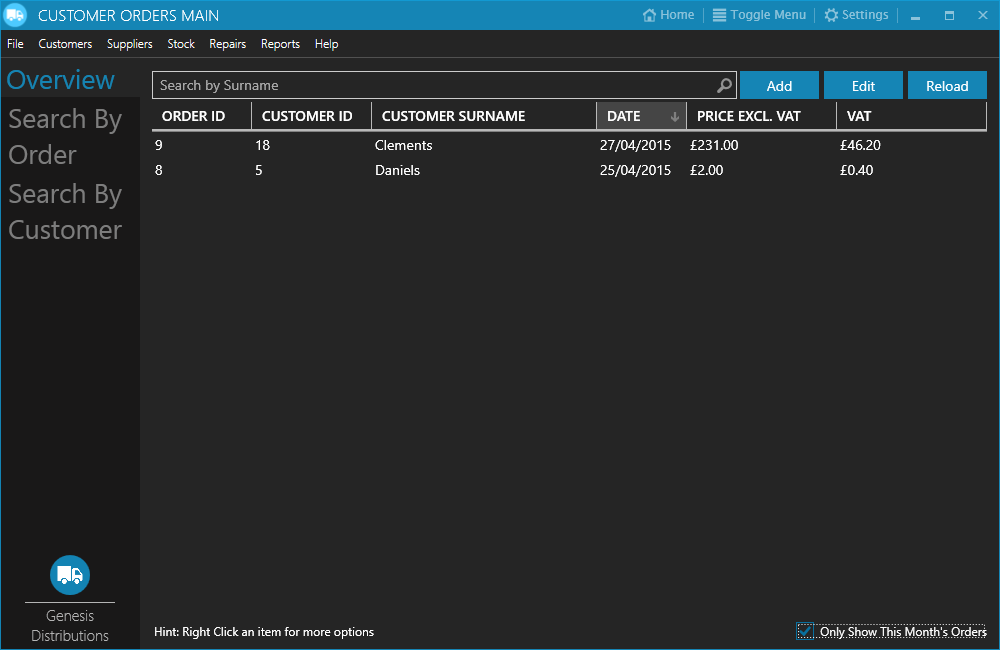 CUSTOMER ORDERS MAIN Home Toggle Menu Settings
File Customers Suppliers Stock Repairs Reports Help
Overview
Search By
Order
Search By
Customer
Search by Surname Add Edit Reload
ORDER ID CUSTOMER ID CUSTOMER SURNAME DATE PRICE EXCL. VAT VAT
9 18 Clements 27/04/2015 £231.00 £46.20
8 5 Daniels 25/04/2015 £2.00 £0.40
Genesis
Distributions
Hint: Right Click an item for more options Only Show This Month's Orders